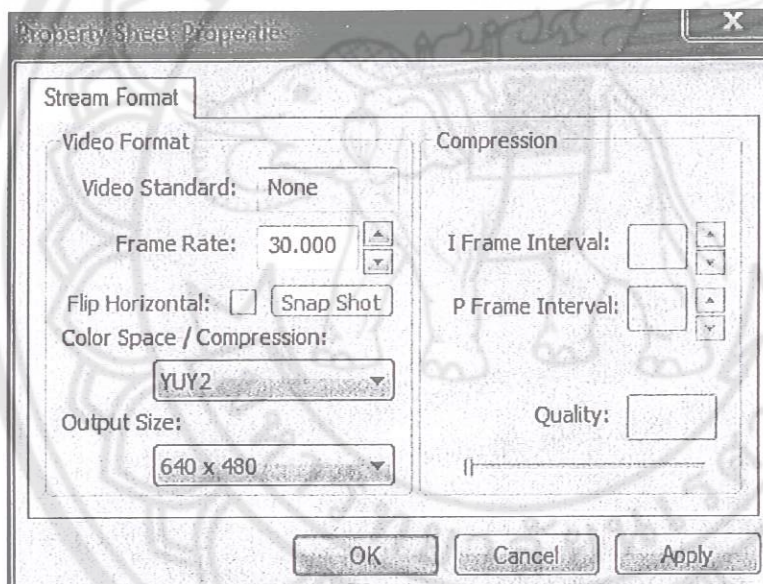 Property Sheet Properties
X
Stream Format
Video Format
Video Standard: None
Frame Rate: 30.000
Flip Horizontal: Snap Shot
Color Space / Compression:
YUY2
Output Size:
640 x 480
Compression
I Frame Interval:
P Frame Interval:
Quality:
OK Cancel Apply